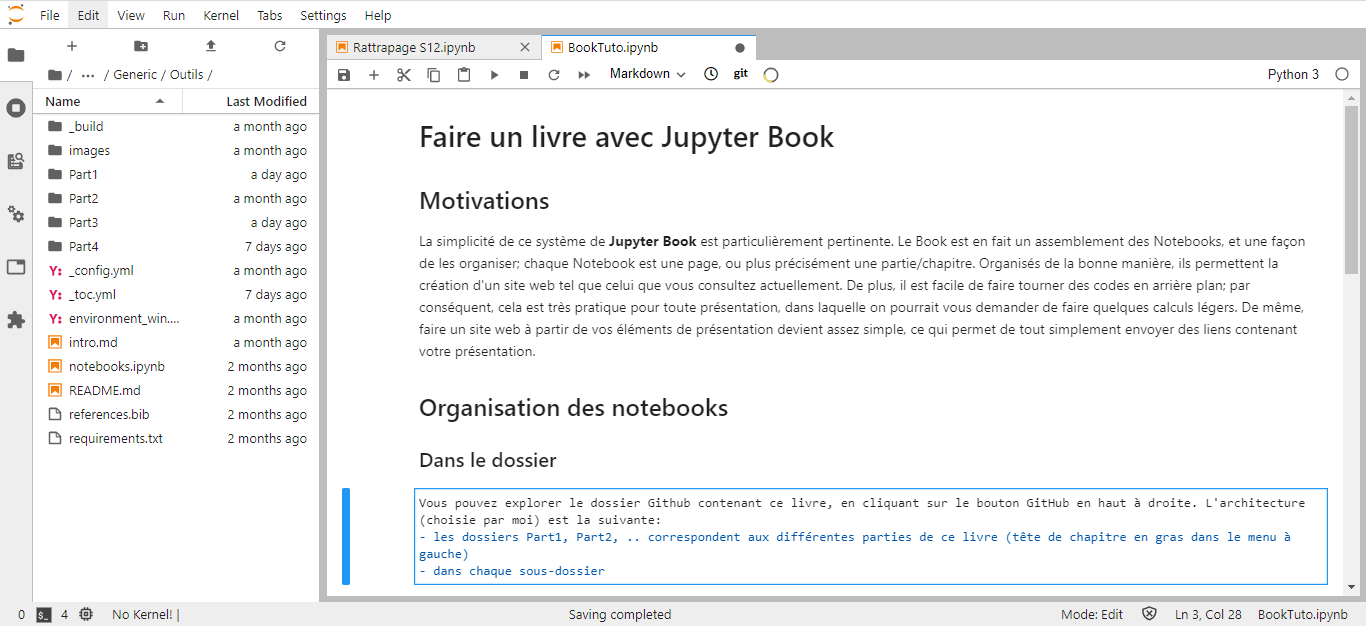 File Edit View Run Kernel Tabs Settings Help
Rattrapage S12.ipynb
BookTuto.ipynb
/ ··· / Generic / Outils /
Markdown
git
Python 3
Name Last Modified
_build a month ago
images a month ago
Part1 a day ago
Part2 a month ago
Part3 a day ago
Part4 7 days ago
Y: _config.yml a month ago
Y: _toc.yml 7 days ago
Y: environment_win.... a month ago
intro.md a month ago
notebooks.ipynb 2 months ago
README.md 2 months ago
references.bib 2 months ago
requirements.txt 2 months ago
Faire un livre avec Jupyter Book
Motivations
La simplicité de ce système de Jupyter Book est particulièrement pertinente. Le Book est en fait un assemblement des Notebooks, et une façon
de les organiser; chaque Notebook est une page, ou plus précisément une partie/chapitre. Organisés de la bonne manière, ils permettent la
création d'un site web tel que celui que vous consultez actuellement. De plus, il est facile de faire tourner des codes en arrière plan; par
conséquent, cela est très pratique pour toute présentation, dans laquelle on pourrait vous demander de faire quelques calculs légers. De même,
faire un site web à partir de vos éléments de présentation devient assez simple, ce qui permet de tout simplement envoyer des liens contenant
votre présentation.
Organisation des notebooks
Dans le dossier
Vous pouvez explorer le dossier Github contenant ce livre, en cliquant sur le bouton GitHub en haut à droite. L'architecture
(choisie par moi) est la suivante:
- les dossiers Part1, Part2, .. correspondent aux différentes parties de ce livre (tête de chapitre en gras dans le menu à
gauche)
- dans chaque sous-dossier
0 $_ 4 No Kernel! | Saving completed Mode: Edit Ln 3, Col 28 BookTuto.ipynb